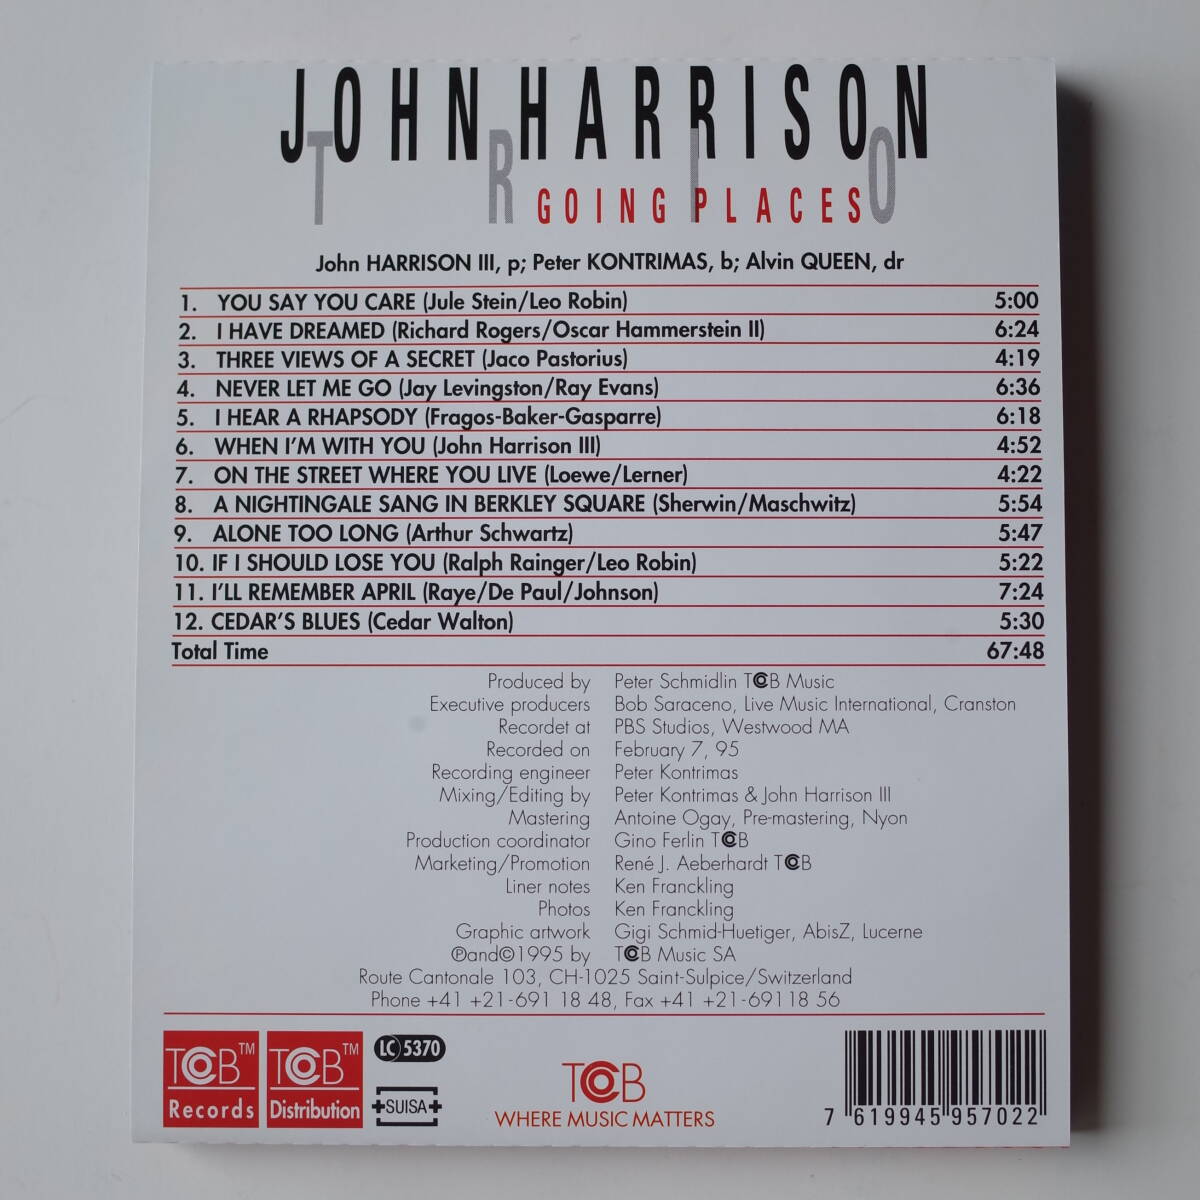 JOHN HARRISON
TRIO
GOING PLACES
John HARRISON III, p; Peter KONTRIMAS, b; Alvin QUEEN, dr
1. YOU SAY YOU CARE (Jule Stein/Leo Robin) 5:00
2. I HAVE DREAMED (Richard Rogers/Oscar Hammerstein II) 6:24
3. THREE VIEWS OF A SECRET (Jaco Pastorius) 4:19
4. NEVER LET ME GO (Jay Levingston/Ray Evans) 6:36
5. I HEAR A RHAPSODY (Fragos-Baker-Gasparre) 6:18
6. WHEN I'M WITH YOU (John Harrison III) 4:52
7. ON THE STREET WHERE YOU LIVE (Loewe/Lerner) 4:22
8. A NIGHTINGALE SANG IN BERKLEY SQUARE (Sherwin/Maschwitz) 5:54
9. ALONE TOO LONG (Arthur Schwartz) 5:47
10. IF I SHOULD LOSE YOU (Ralph Rainger/Leo Robin) 5:22
11. I'LL REMEMBER APRIL (Raye/De Paul/Johnson) 7:24
12. CEDAR'S BLUES (Cedar Walton) 5:30
Total Time 67:48
Produced by Peter Schmidlin TCB Music
Executive producers Bob Saraceno, Live Music International, Cranston
Recordet at PBS Studios, Westwood MA
Recorded on February 7, 95
Recording engineer Peter Kontrimas
Mixing/Editing by Peter Kontrimas & John Harrison III
Mastering Antoine Ogay, Pre-mastering, Nyon
Production coordinator Gino Ferlin TCB
Marketing/Promotion René J. Aeberhardt TCB
Liner notes Ken Franckling
Photos Ken Franckling
Graphic artwork Gigi Schmid-Huetiger, AbisZ, Lucerne
℗and©1995 by TCB Music SA
Route Cantonale 103, CH-1025 Saint-Sulpice/Switzerland
Phone +41 +21-691 18 48, Fax +41 +21-691 18 56
TCB™ Records
TCB™ Distribution
LC 5370
SUISA
TCB
WHERE MUSIC MATTERS
7 619945 957022